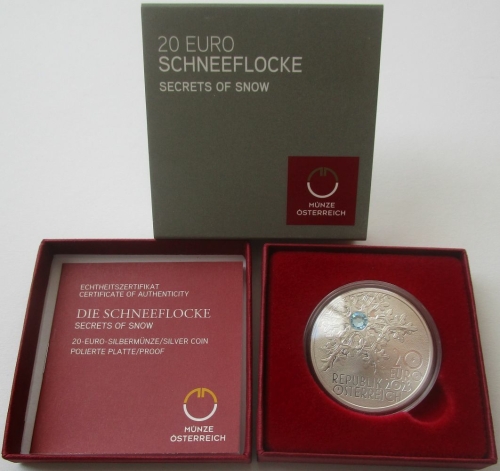 20 EURO
SCHNEEFLOCKE
SECRETS OF SNOW
MÜNZE
ÖSTERREICH
ECHTHEITSZERTIFIKAT
CERTIFICATE OF AUTHENTICITY
DIE SCHNEEFLOCKE
SECRETS OF SNOW
20-EURO-SILBERMÜNZE/SILVER COIN
POLIERTE PLATTE/PROOF
MÜNZE
ÖSTERREICH
20
EURO
REPUBLIK 2023
ÖSTERREICH